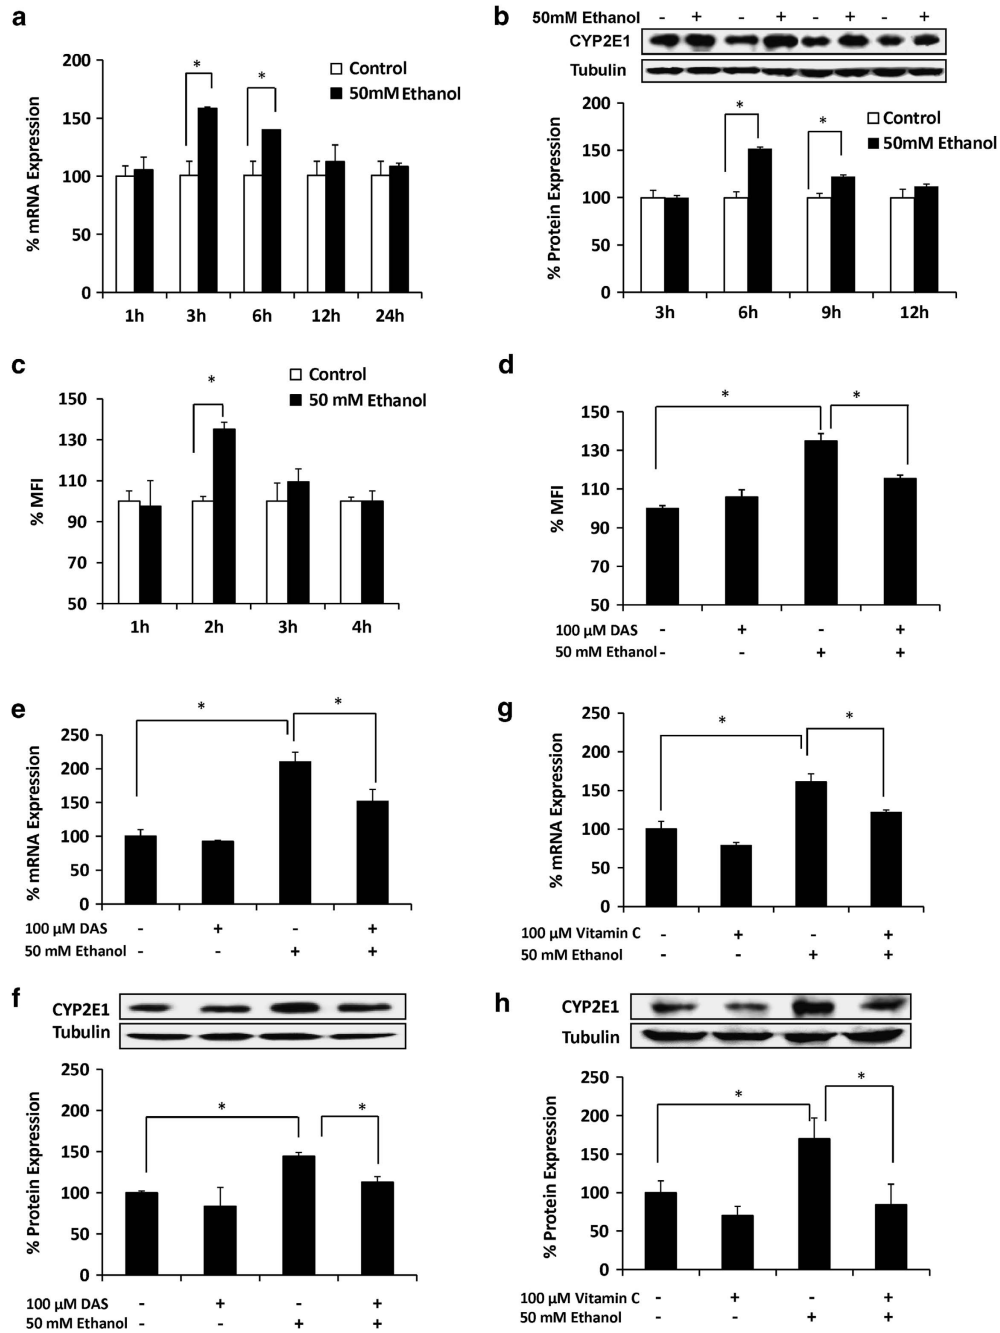 a
200
150
100
50
0
% mRNA Expression
* *
Control
50mM Ethanol
1h 3h 6h 12h 24h
b
50mM Ethanol - + - + - + - +
CYP2E1
Tubulin
200
150
100
50
0
% Protein Expression
* *
Control
50mM Ethanol
3h 6h 9h 12h
c
Control
50 mM Ethanol
150
130
110
90
70
50
% MFI
*
1h 2h 3h 4h
d
150
130
110
90
70
50
% MFI
* *
100 µM DAS - + - +
50 mM Ethanol - - + +
e
250
200
150
100
50
0
% mRNA Expression
* *
100 µM DAS - + - +
50 mM Ethanol - - + +
g
250
200
150
100
50
0
% mRNA Expression
* *
100 µM Vitamin C - + - +
50 mM Ethanol - - + +
f
CYP2E1
Tubulin
250
200
150
100
50
0
% Protein Expression
* *
100 µM DAS - + - +
50 mM Ethanol - - + +
h
CYP2E1
Tubulin
250
200
150
100
50
0
% Protein Expression
* *
100 µM Vitamin C - + - +
50 mM Ethanol - - + +